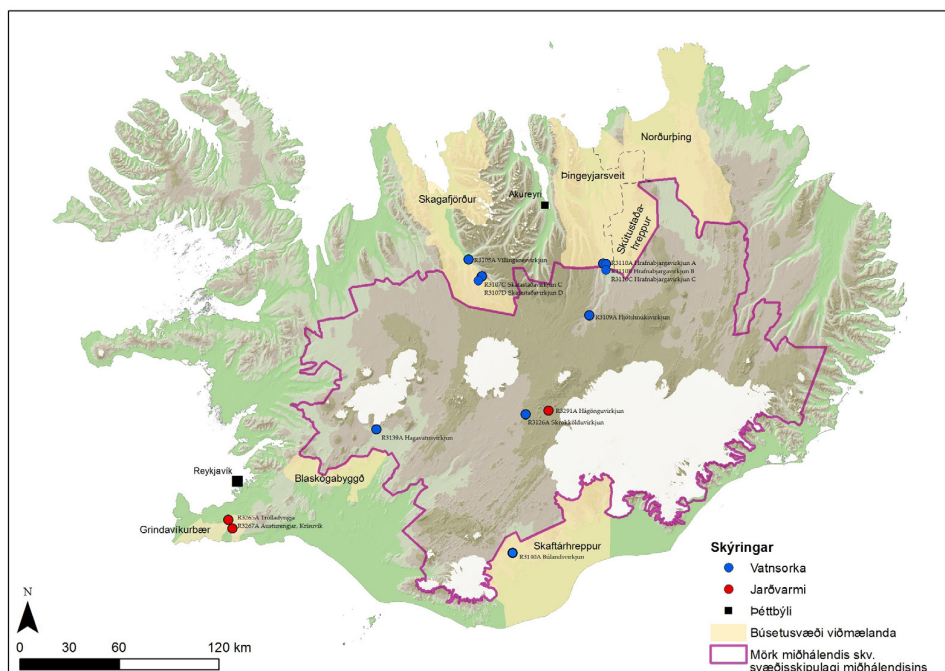 Norðurþing
Þingeyjarsveit
Skagafjörður
Akureyri
Skútustaða-
hreppur
R3105A Villinganesvirkjun
R3110A Hrafnabjargavirkjun A
R3110B Hrafnabjargavirkjun B
R3110C Hrafnabjargavirkjun C
R3107C Skatastaðavirkjun C
R3107D Skatastaðavirkjun D
R3109A Fljótshnúksvirkjun
R3291A Hágönguvirkjun
R3126A Skrokkölduvirkjun
R3139A Hagavatnsvirkjun
Reykjavík
Bláskógabyggð
R3265A Trölladyngja
Grindavíkurbær
R3267A Austurengjar, Krísuvík
Skaftárhreppur
R3140A Búlandsvirkjun
Skýringar
Vatnsorka
Jarðvarmi
Þéttbýli
Búsetusvæði viðmælanda
Mörk miðhálendis skv.
svæðisskipulagi miðhálendisins
N
0 30 60 120 km